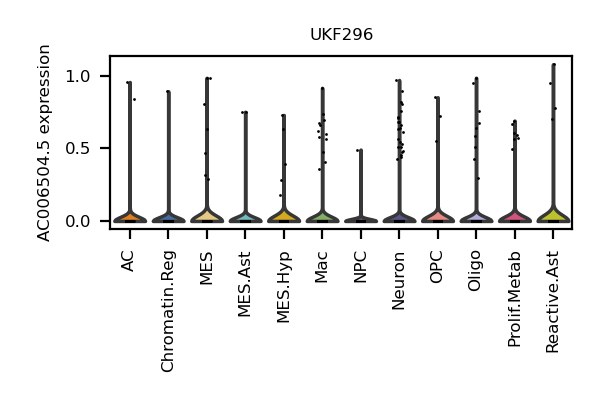 UKF296
AC006504.5 expression
1.0
0.5
0.0
AC
Chromatin.Reg
MES
MES.Ast
MES.Hyp
Mac
NPC
Neuron
OPC
Oligo
Prolif.Metab
Reactive.Ast